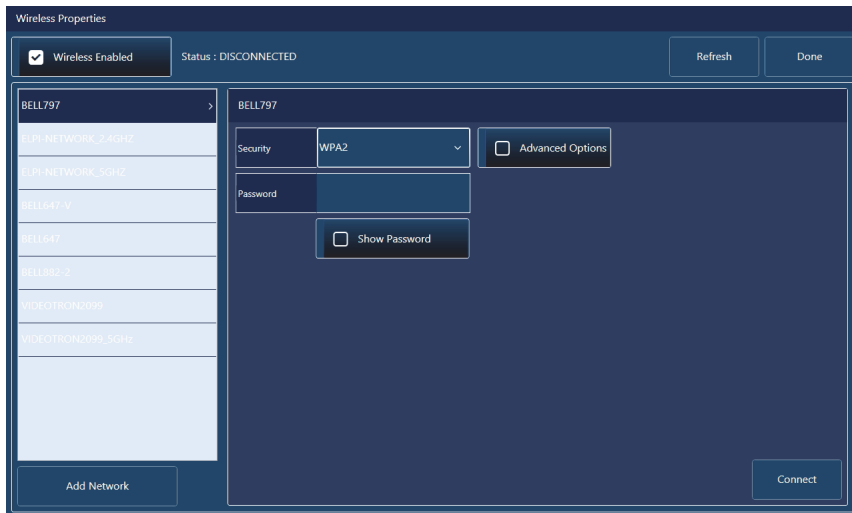 Wireless Properties
Wireless Enabled
Status : DISCONNECTED
Refresh
Done
BELL797
ELPI-NETWORK_2.4GHZ
ELPI-NETWORK_5GHZ
BELL647-V
BELL647
BELL882-2
VIDEOTRON2099
VIDEOTRON2099_5GHz
Add Network
BELL797
Security
WPA2
Advanced Options
Password
Show Password
Connect